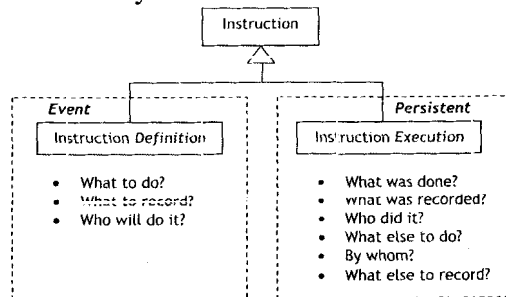 Instruction
Event
Instruction Definition
• What to do?
• What to record?
• Who will do it?
Persistent
Instruction Execution
• What was done?
• What was recorded?
• Who did it?
• What else to do?
• By whom?
• What else to record?